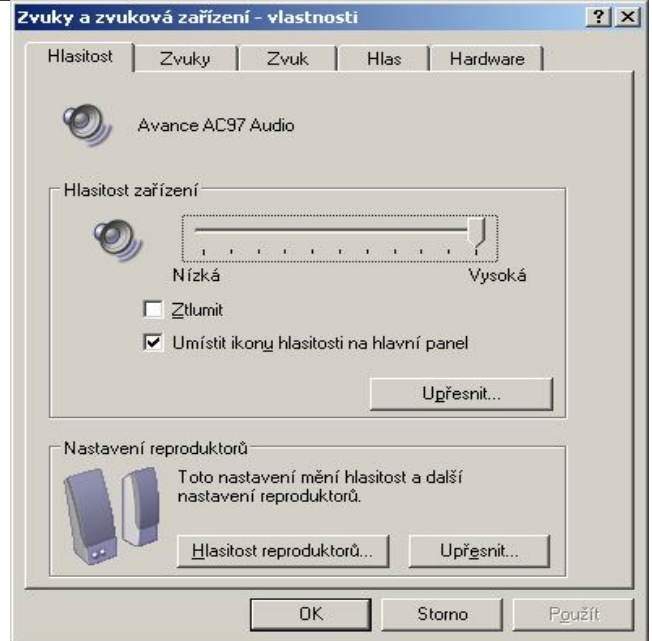 Zvuky a zvuková zařízení - vlastnosti
Hlasitost Zvuky Zvuk Hlas Hardware
Avance AC97 Audio
Hlasitost zařízení
Nízká Vysoká
Ztlumit
Umístit ikony hlasitosti na hlavní panel
Upřesnit...
Nastavení reproduktorů
Toto nastavení mění hlasitost a další
nastavení reproduktorů.
Hlasitost reproduktorů... Upřesnit...
OK Storno Použít